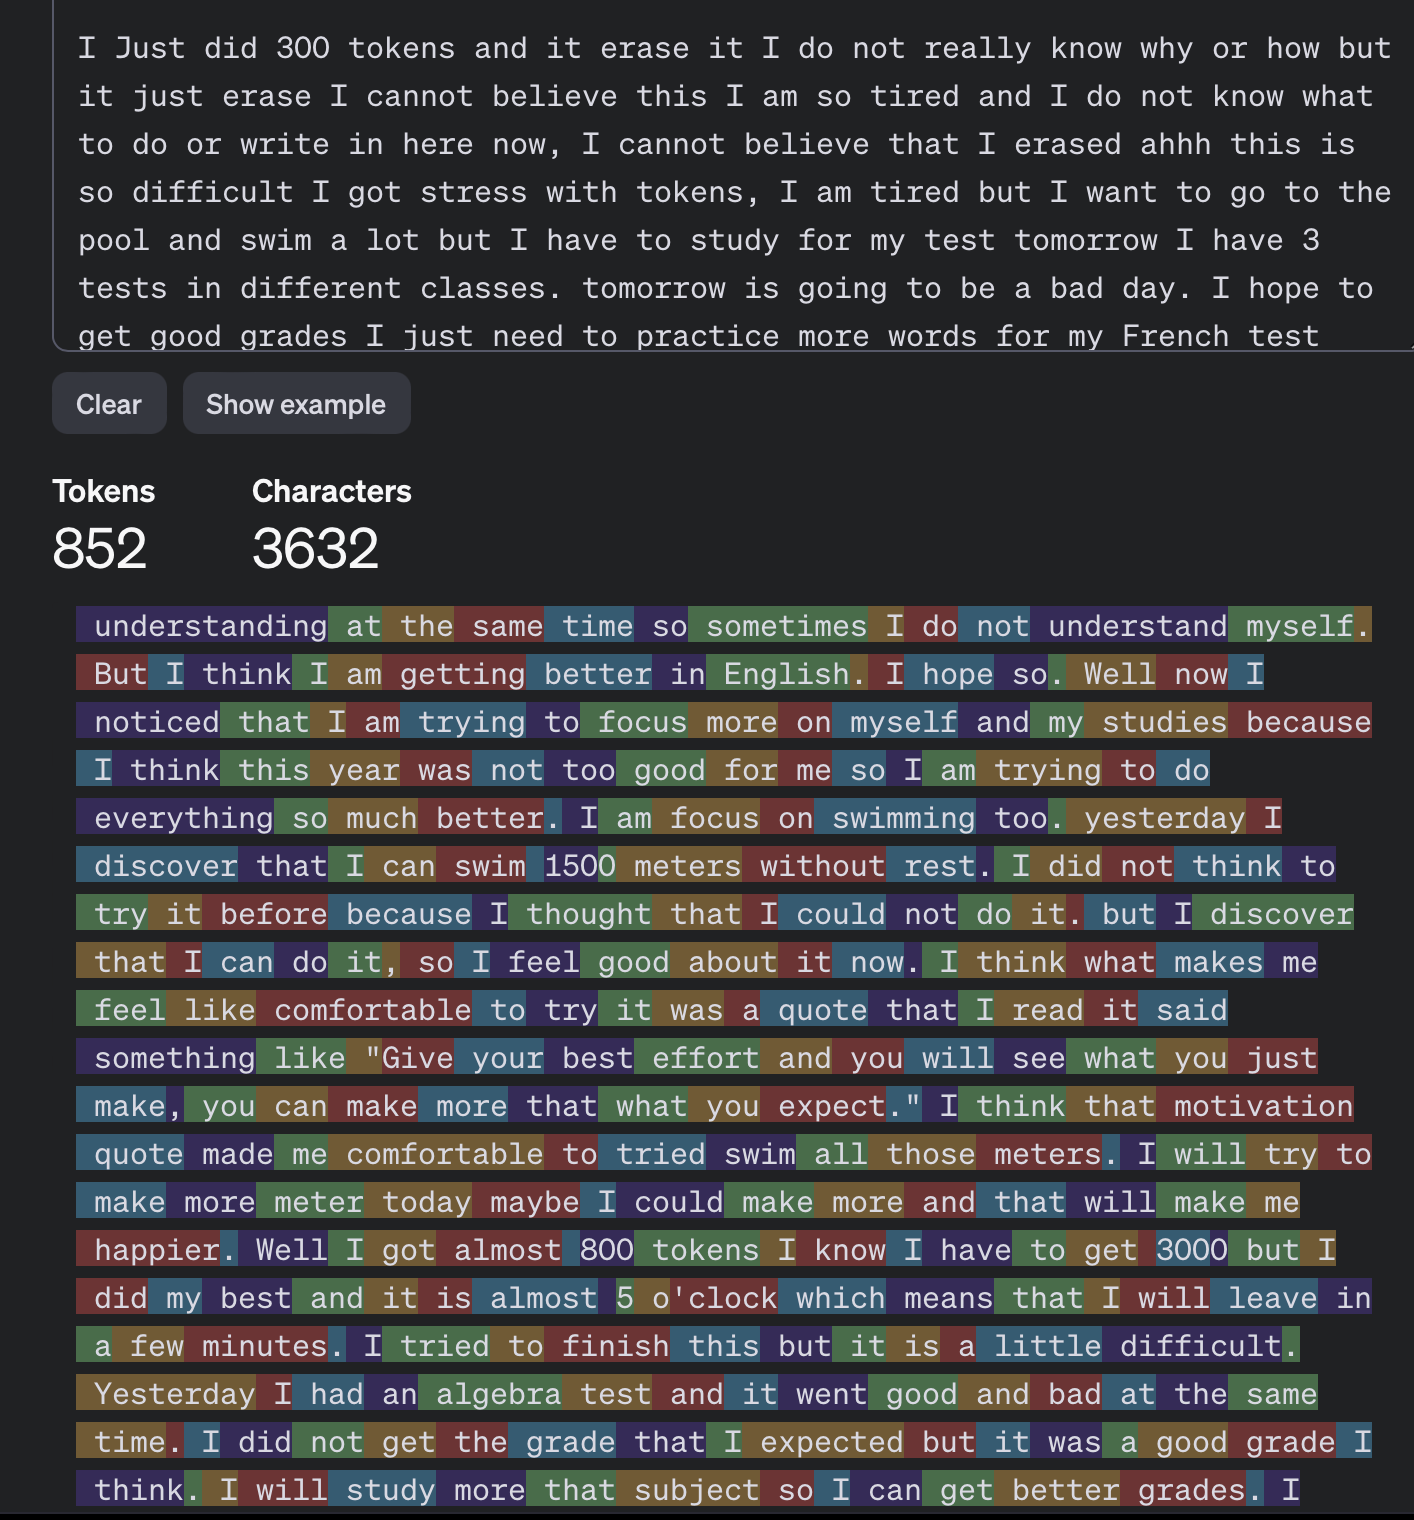 I Just did 300 tokens and it erase it I do not really know why or how but
it just erase I cannot believe this I am so tired and I do not know what
to do or write in here now, I cannot believe that I erased ahhh this is
so difficult I got stress with tokens, I am tired but I want to go to the
pool and swim a lot but I have to study for my test tomorrow I have 3
tests in different classes. tomorrow is going to be a bad day. I hope to
get good grades I just need to practice more words for my French test
Clear
Show example
Tokens
Characters
852
3632
understanding at the same time so sometimes I do not understand myself.
But I think I am getting better in English. I hope so. Well now I
noticed that I am trying to focus more on myself and my studies because
I think this year was not too good for me so I am trying to do
everything so much better. I am focus on swimming too. yesterday I
discover that I can swim 1500 meters without rest. I did not think to
try it before because I thought that I could not do it. but I discover
that I can do it, so I feel good about it now. I think what makes me
feel like comfortable to try it was a quote that I read it said
something like "Give your best effort and you will see what you just
make, you can make more that what you expect." I think that motivation
quote made me comfortable to tried swim all those meters. I will try to
make more meter today maybe I could make more and that will make me
happier. Well I got almost 800 tokens I know I have to get 3000 but I
did my best and it is almost 5 o'clock which means that I will leave in
a few minutes. I tried to finish this but it is a little difficult.
Yesterday I had an algebra test and it went good and bad at the same
time. I did not get the grade that I expected but it was a good grade I
think. I will study more that subject so I can get better grades. I